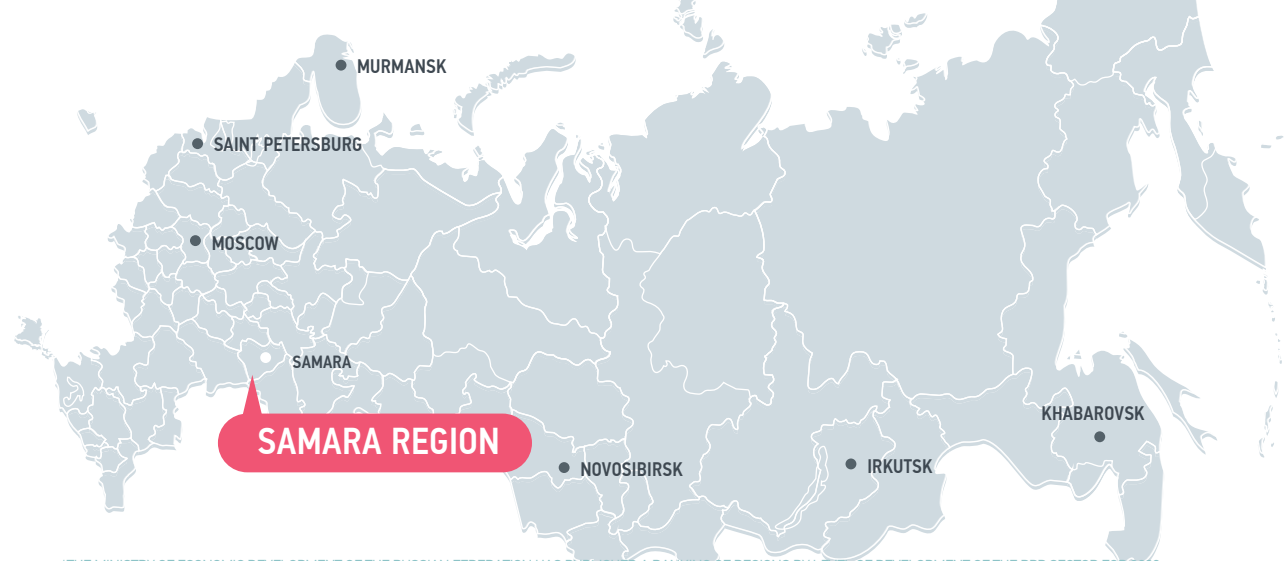 MURMANSK
SAINT PETERSBURG
MOSCOW
SAMARA
SAMARA REGION
KHABAROVSK
NOVOSIBIRSK
IRKUTSK